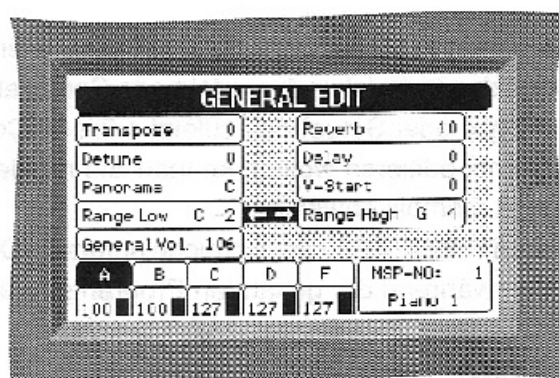 GENERAL EDIT
Transpose 0 Reverb 10
Detune 0 Delay 0
Panorama C V-Start 0
Range Low C -2 Range High G 4
General Vol. 106
A B C D F MSP-NO: 1
100 100 127 127 127 Piano 1